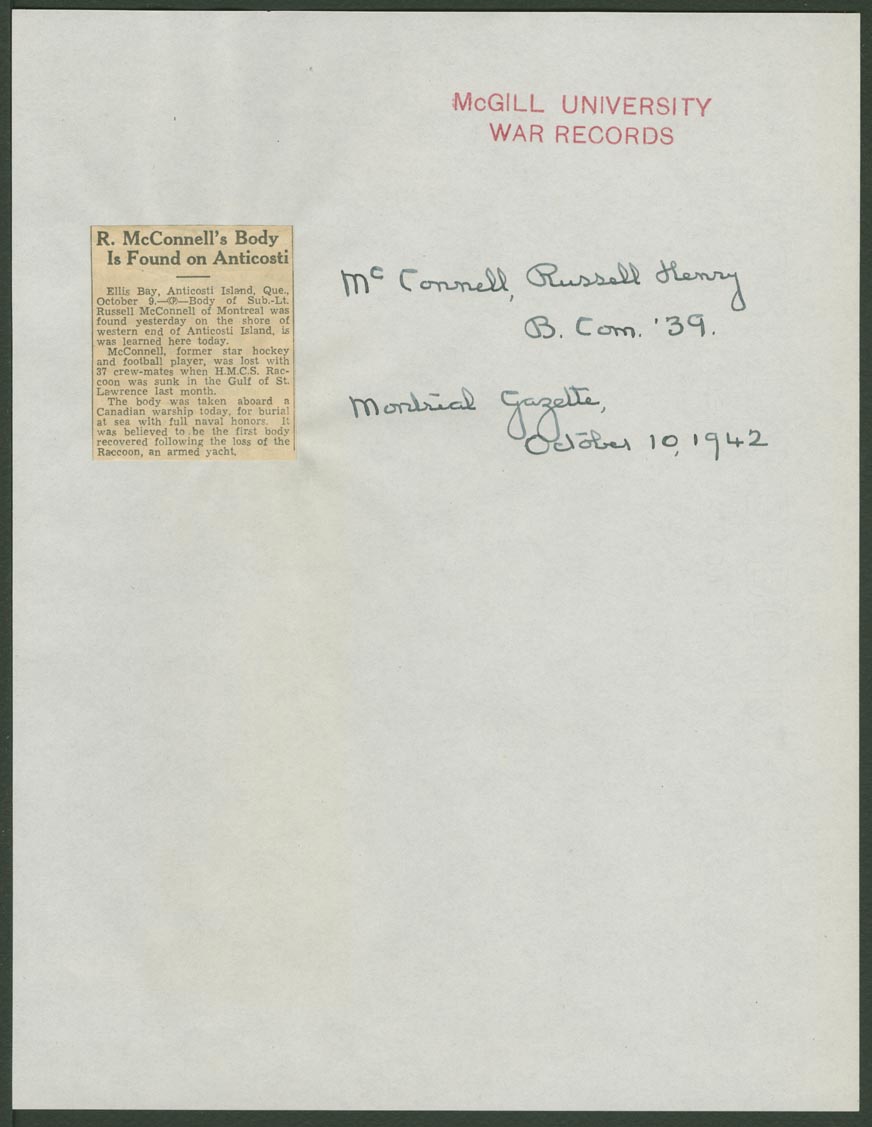 McGILL UNIVERSITY
WAR RECORDS
R. McConnell's Body
Is Found on Anticosti
Ellis Bay, Anticosti Island, Que.,
October 9.—(CP)—Body of Sub.-Lt.
Russell McConnell of Montreal was
found yesterday on the shore of
western end of Anticosti Island, is
was learned here today.
McConnell, former star hockey
and football player, was lost with
37 crew-mates when H.M.C.S. Rac-
coon was sunk in the Gulf of St.
Lawrence last month.
The body was taken aboard a
Canadian warship today, for burial
at sea with full naval honors. It
was believed to be the first body
recovered following the loss of the
Raccoon, an armed yacht.
McConnell, Russell Henry
B. Com. '39.
Montreal Gazette,
October 10, 1942